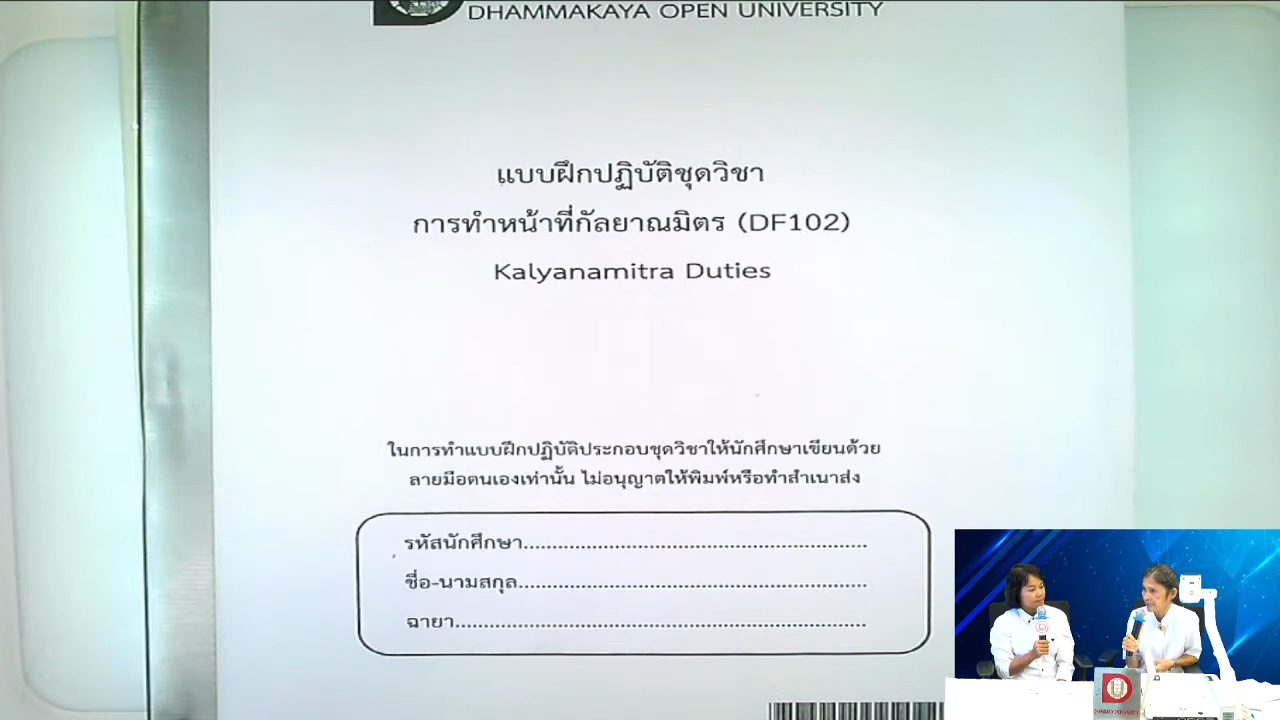 DHAMMAKAYA OPEN UNIVERSITY
แบบฝึกปฏิบัติชุดวิชา
การทำหน้าที่กัลยาณมิตร (DF102)
Kalyanamitra Duties
ในการทำแบบฝึกปฏิบัติประกอบชุดวิชาให้นักศึกษาเขียนด้วย
ลายมือตนเองเท่านั้น ไม่อนุญาตให้พิมพ์หรือทำสำเนาส่ง
รหัสนักศึกษา............................................................
ชื่อ-นามสกุล............................................................
ฉายา.......................................................................